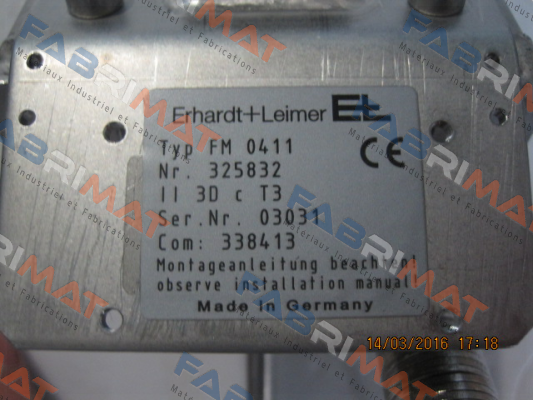 Erhardt+Leimer E+L
Typ FM 0411
Nr. 325832
II 3D c T3
Ser.Nr. 03031
Com: 338413
Montageanleitung beachten!
observe installation manual
Made in Germany
CE
14/03/2016 17:18
FABRIMAT
Matériaux Industriel et Fabrications